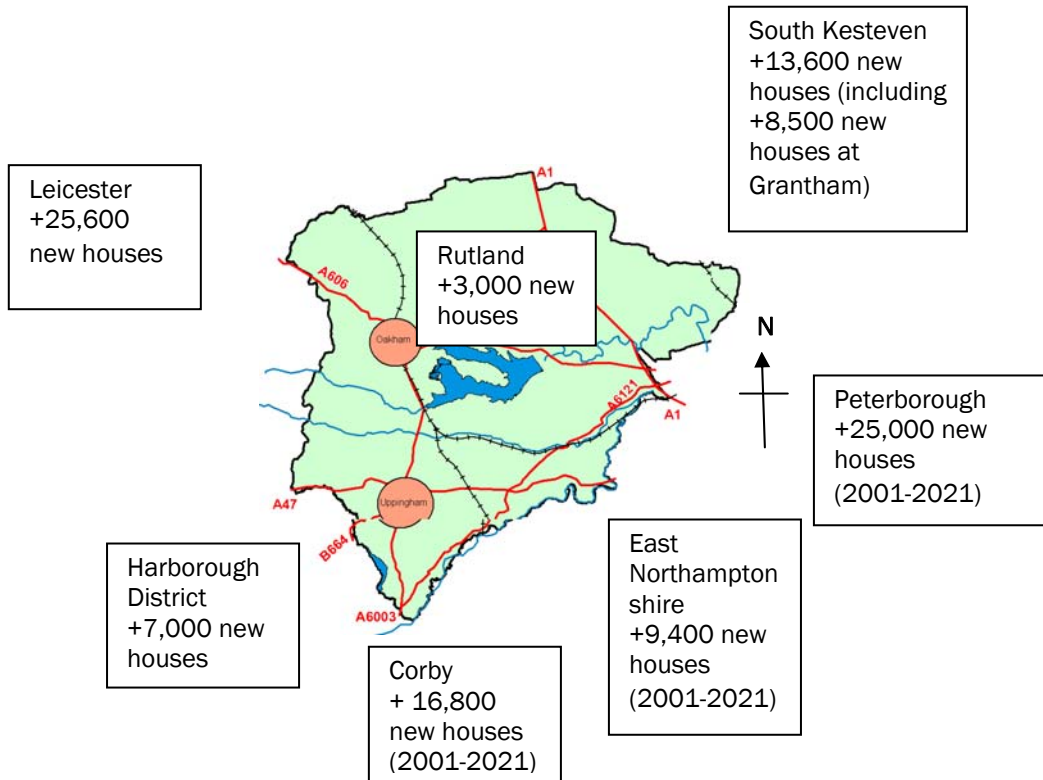 South Kesteven
+13,600 new
houses (including
+8,500 new
houses at
Grantham)
Leicester
+25,600
new houses
A1
A606
Rutland
+3,000 new
houses
Oakham
N
A6121
A1
Peterborough
+25,000 new
houses
(2001-2021)
A47
Uppingham
B664
A6003
Harborough
District
+7,000 new
houses
East
Northampton
shire
+9,400 new
houses
(2001-2021)
Corby
+ 16,800
new houses
(2001-2021)